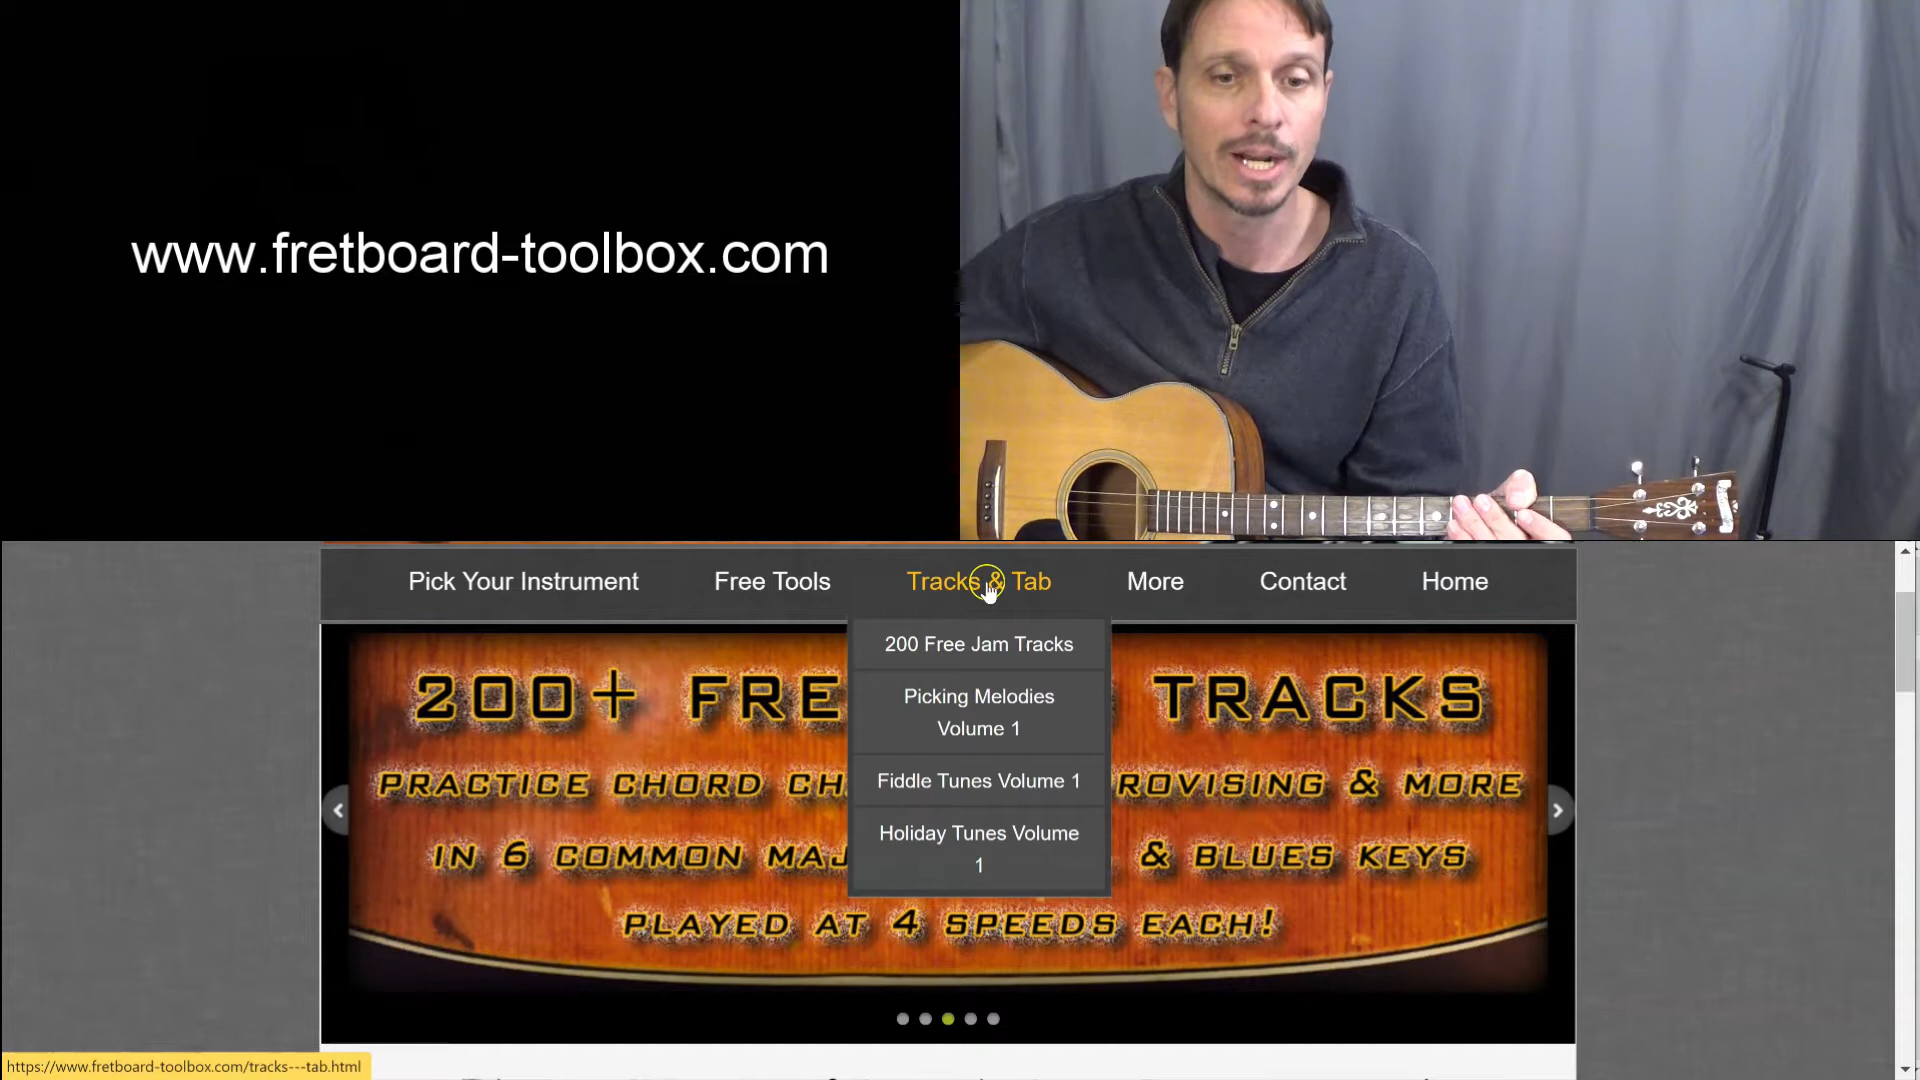 www.fretboard-toolbox.com
Pick Your Instrument
Free Tools
Tracks & Tab
More
Contact
Home
200 Free Jam Tracks
Picking Melodies
Volume 1
Fiddle Tunes Volume 1
Holiday Tunes Volume
1
200+ FRE TRACKS
PRACTICE CHORD CH ROVISING & MORE
IN 6 COMMON MAJ & BLUES KEYS
PLAYED AT 4 SPEEDS EACH!
https://www.fretboard-toolbox.com/tracks---tab.html